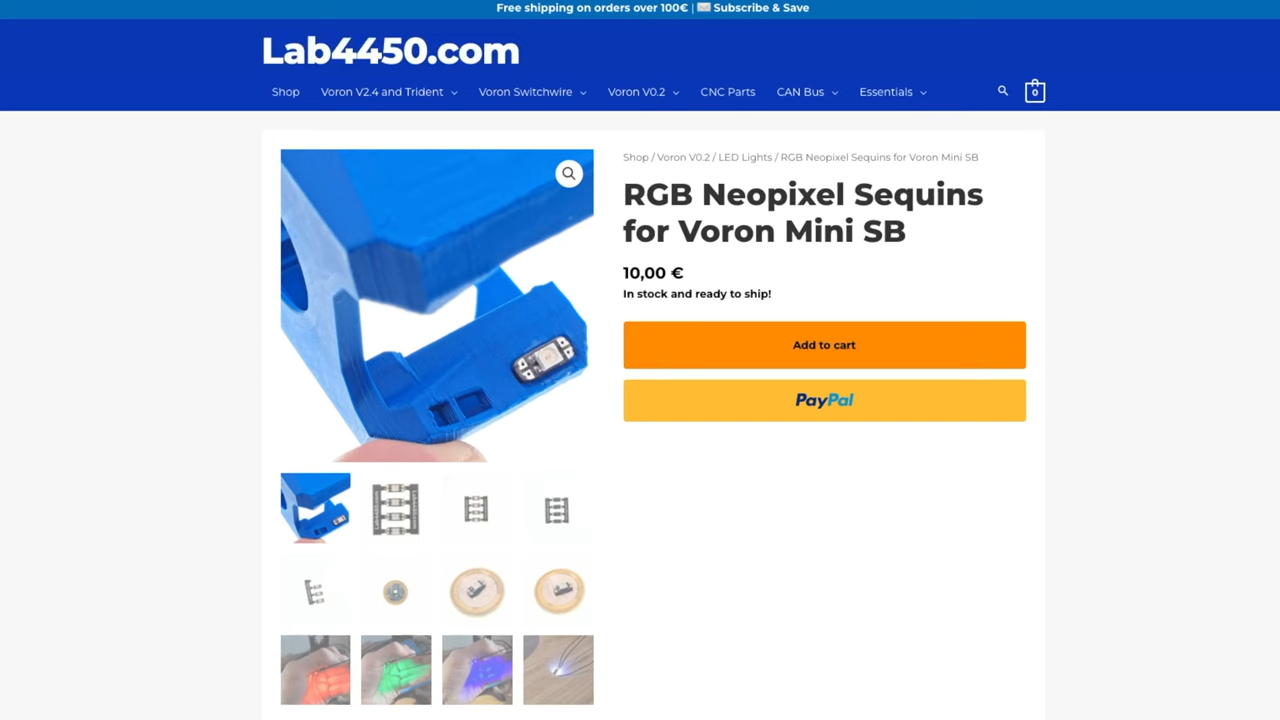 Free shipping on orders over 100€ | ✉️ Subscribe & Save
Lab4450.com
Shop Voron V2.4 and Trident Voron Switchwire Voron V0.2 CNC Parts CAN Bus Essentials 0
Shop / Voron V0.2 / LED Lights / RGB Neopixel Sequins for Voron Mini SB
RGB Neopixel Sequins
for Voron Mini SB
10,00 €
In stock and ready to ship!
Add to cart
PayPal